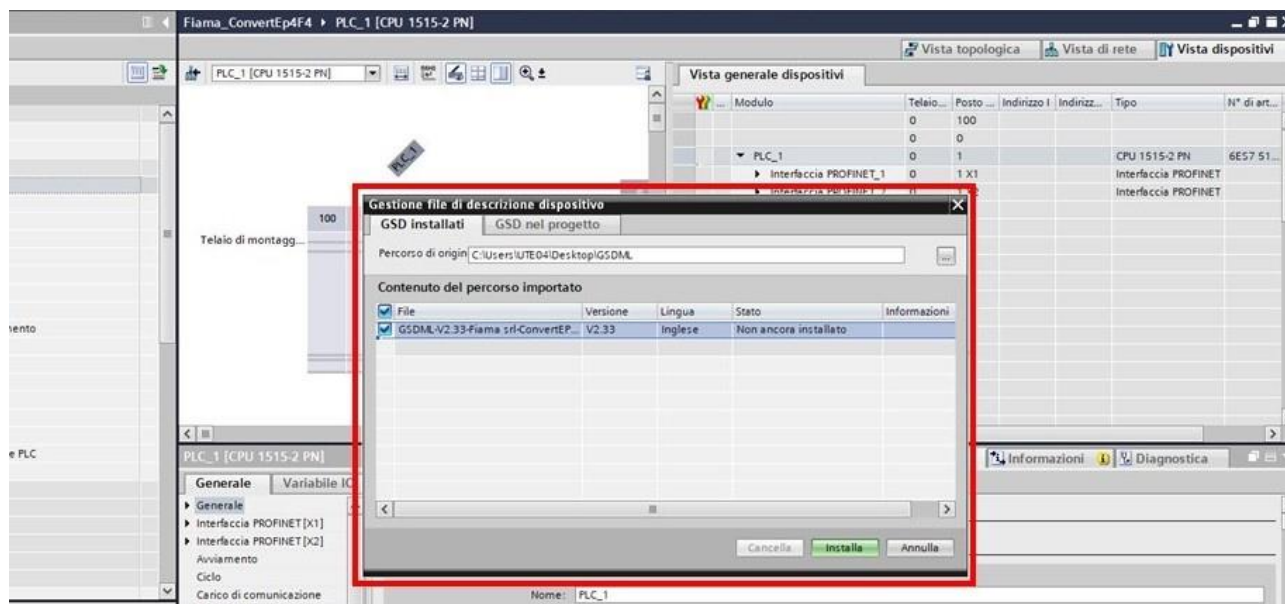 Fiama_ConvertEp4F4 ▸ PLC_1 [CPU 1515-2 PN]
Vista topologica
Vista di rete
Vista dispositivi
PLC_1 [CPU 1515-2 PN]
Vista generale dispositivi
... Modulo Telaio... Posto ... Indirizzo I Indirizz... Tipo N° di art...
0 100
0 0
PLC_1 0 1 CPU 1515-2 PN 6ES7 51...
Interfaccia PROFINET_1 0 1 X1 Interfaccia PROFINET
Interfaccia PROFINET_2 0 1 X2 Interfaccia PROFINET
PLC_1
100
Telaio di montagg...
Gestione file di descrizione dispositivo
GSD installati
GSD nel progetto
Percorso di origin C:\Users\UTE04\Desktop\GSDML
Contenuto del percorso importato
File Versione Lingua Stato Informazioni
GSDML-V2.33-Fiama srl-ConvertEP... V2.33 Inglese Non ancora installato
Cancella
Installa
Annulla
ento
e PLC
PLC_1 [CPU 1515-2 PN]
Informazioni
Diagnostica
Generale
Variabile IO
Generale
Interfaccia PROFINET [X1]
Interfaccia PROFINET [X2]
Avviamento
Ciclo
Carico di comunicazione
Nome: PLC_1